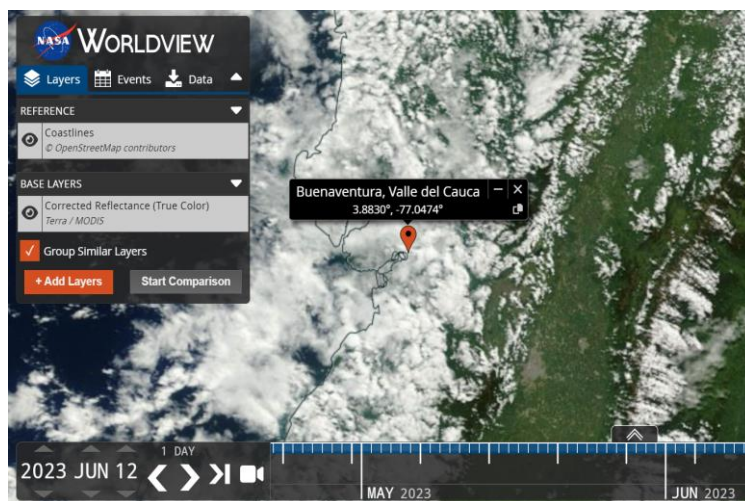 NASA WORLDVIEW
Layers Events Data
REFERENCE
Coastlines
© OpenStreetMap contributors
BASE LAYERS
Corrected Reflectance (True Color)
Terra / MODIS
Group Similar Layers
+ Add Layers Start Comparison
Buenaventura, Valle del Cauca
3.8830°, -77.0474°
1 DAY
2023 JUN 12
MAY 2023 JUN 2023